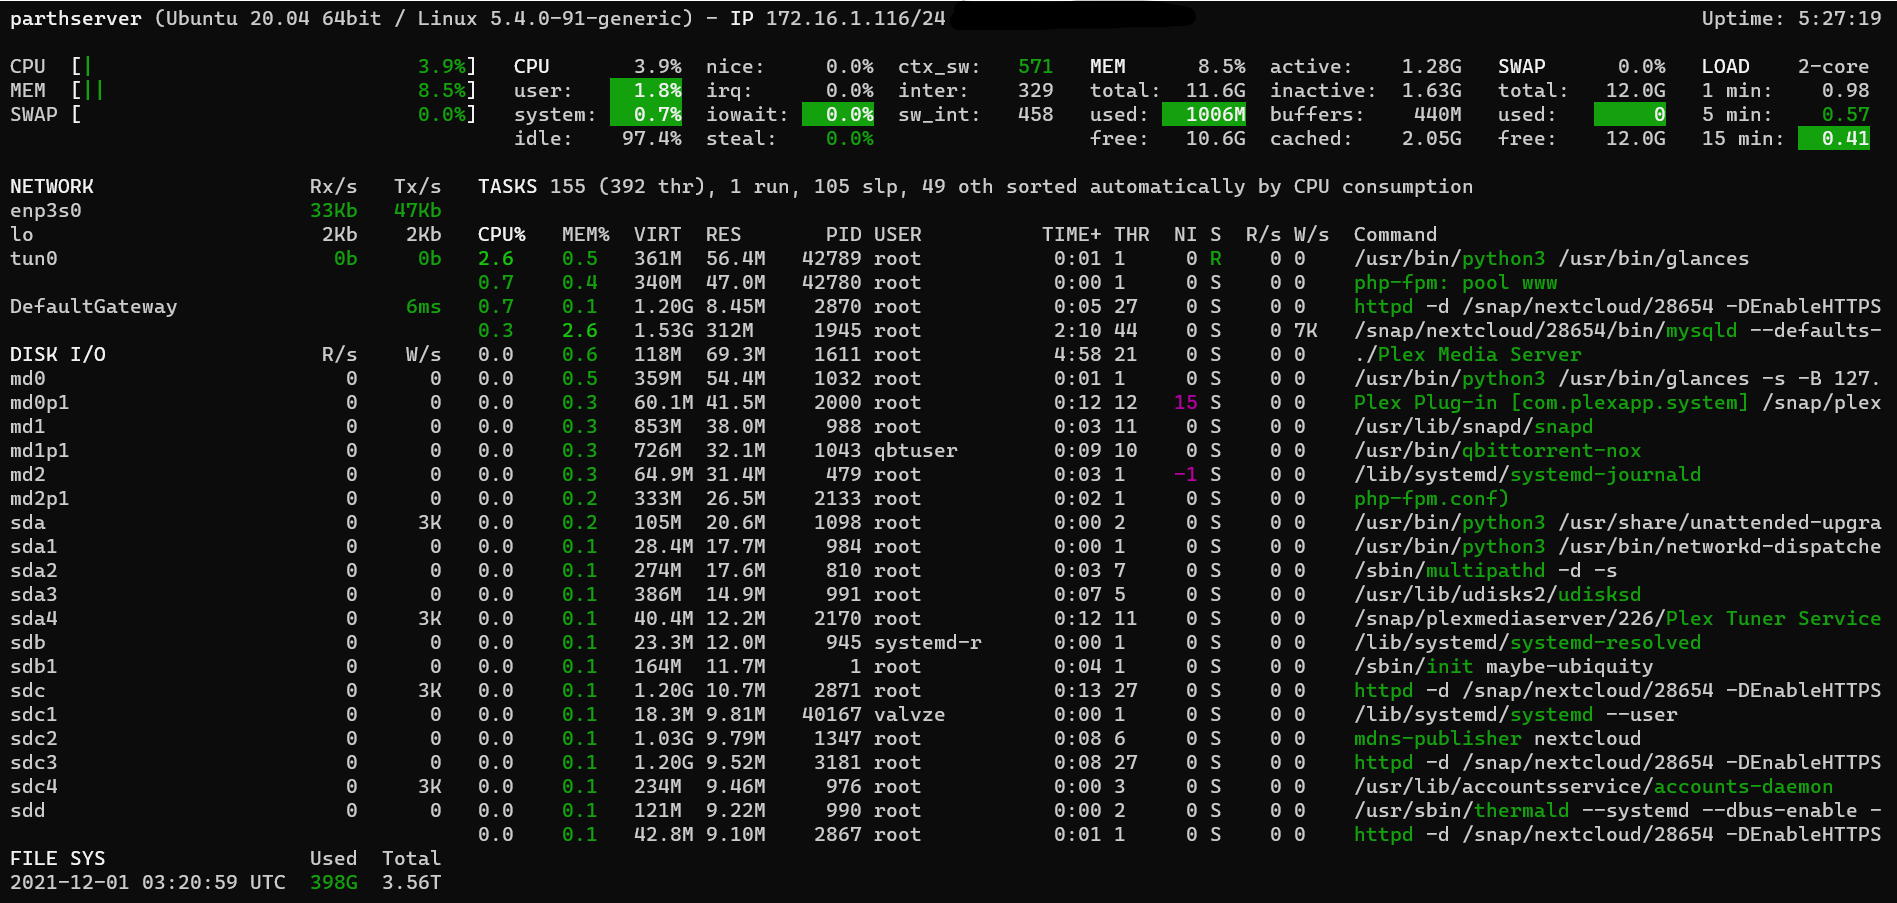 parthserver (Ubuntu 20.04 64bit / Linux 5.4.0-91-generic) - IP 172.16.1.116/24 Uptime: 5:27:19
CPU [| 3.9%] CPU 3.9% nice: 0.0% ctx_sw: 571 MEM 8.5% active: 1.28G SWAP 0.0% LOAD 2-core
MEM [|| 8.5%] user: 1.8% irq: 0.0% inter: 329 total: 11.6G inactive: 1.63G total: 12.0G 1 min: 0.98
SWAP [ 0.0%] system: 0.7% iowait: 0.0% sw_int: 458 used: 1006M buffers: 440M used: 0 5 min: 0.57
idle: 97.4% steal: 0.0% free: 10.6G cached: 2.05G free: 12.0G 15 min: 0.41
NETWORK Rx/s Tx/s TASKS 155 (392 thr), 1 run, 105 slp, 49 oth sorted automatically by CPU consumption
enp3s0 33Kb 47Kb
lo 2Kb 2Kb CPU% MEM% VIRT RES PID USER TIME+ THR NI S R/s W/s Command
tun0 0b 0b 2.6 0.5 361M 56.4M 42789 root 0:01 1 0 R 0 0 /usr/bin/python3 /usr/bin/glances
0.7 0.4 340M 47.0M 42780 root 0:00 1 0 S 0 0 php-fpm: pool www
DefaultGateway 6ms 0.7 0.1 1.20G 8.45M 2870 root 0:05 27 0 S 0 0 httpd -d /snap/nextcloud/28654 -DEnableHTTPS
0.3 2.6 1.53G 312M 1945 root 2:10 44 0 S 0 7K /snap/nextcloud/28654/bin/mysqld --defaults-
DISK I/O R/s W/s 0.0 0.6 118M 69.3M 1611 root 4:58 21 0 S 0 0 ./Plex Media Server
md0 0 0 0.0 0.5 359M 54.4M 1032 root 0:01 1 0 S 0 0 /usr/bin/python3 /usr/bin/glances -s -B 127.
md0p1 0 0 0.0 0.3 60.1M 41.5M 2000 root 0:12 12 15 S 0 0 Plex Plug-in [com.plexapp.system] /snap/plex
md1 0 0 0.0 0.3 853M 38.0M 988 root 0:03 11 0 S 0 0 /usr/lib/snapd/snapd
md1p1 0 0 0.0 0.3 726M 32.1M 1043 qbtuser 0:09 10 0 S 0 0 /usr/bin/qbittorrent-nox
md2 0 0 0.0 0.3 64.9M 31.4M 479 root 0:03 1 -1 S 0 0 /lib/systemd/systemd-journald
md2p1 0 0 0.0 0.2 333M 26.5M 2133 root 0:02 1 0 S 0 0 php-fpm.conf)
sda 0 3K 0.0 0.2 105M 20.6M 1098 root 0:00 2 0 S 0 0 /usr/bin/python3 /usr/share/unattended-upgra
sda1 0 0 0.0 0.1 28.4M 17.7M 984 root 0:00 1 0 S 0 0 /usr/bin/python3 /usr/bin/networkd-dispatche
sda2 0 0 0.0 0.1 274M 17.6M 810 root 0:03 7 0 S 0 0 /sbin/multipathd -d -s
sda3 0 0 0.0 0.1 386M 14.9M 991 root 0:07 5 0 S 0 0 /usr/lib/udisks2/udisksd
sda4 0 3K 0.0 0.1 40.4M 12.2M 2170 root 0:12 11 0 S 0 0 /snap/plexmediaserver/226/Plex Tuner Service
sdb 0 0 0.0 0.1 23.3M 12.0M 945 systemd-r 0:00 1 0 S 0 0 /lib/systemd/systemd-resolved
sdb1 0 0 0.0 0.1 164M 11.7M 1 root 0:04 1 0 S 0 0 /sbin/init maybe-ubiquity
sdc 0 3K 0.0 0.1 1.20G 10.7M 2871 root 0:13 27 0 S 0 0 httpd -d /snap/nextcloud/28654 -DEnableHTTPS
sdc1 0 0 0.0 0.1 18.3M 9.81M 40167 valvze 0:00 1 0 S 0 0 /lib/systemd/systemd --user
sdc2 0 0 0.0 0.1 1.03G 9.79M 1347 root 0:08 6 0 S 0 0 mdns-publisher nextcloud
sdc3 0 0 0.0 0.1 1.20G 9.52M 3181 root 0:08 27 0 S 0 0 httpd -d /snap/nextcloud/28654 -DEnableHTTPS
sdc4 0 3K 0.0 0.1 234M 9.46M 976 root 0:00 3 0 S 0 0 /usr/lib/accountsservice/accounts-daemon
sdd 0 0 0.0 0.1 121M 9.22M 990 root 0:00 2 0 S 0 0 /usr/sbin/thermald --systemd --dbus-enable -
0.0 0.1 42.8M 9.10M 2867 root 0:01 1 0 S 0 0 httpd -d /snap/nextcloud/28654 -DEnableHTTPS
FILE SYS Used Total
2021-12-01 03:20:59 UTC 398G 3.56T